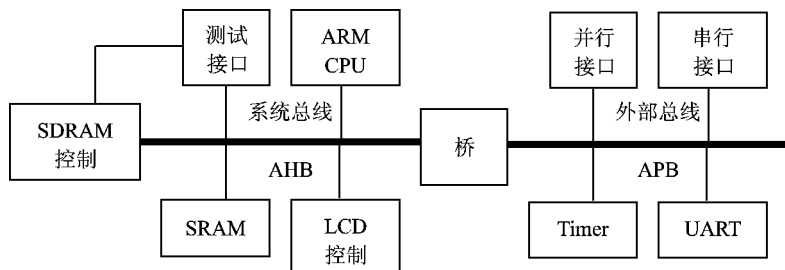 测试
接口
ARM
CPU
并行
接口
串行
接口
SDRAM
控制
系统总线
桥
外部总线
AHB
APB
SRAM
LCD
控制
Timer
UART